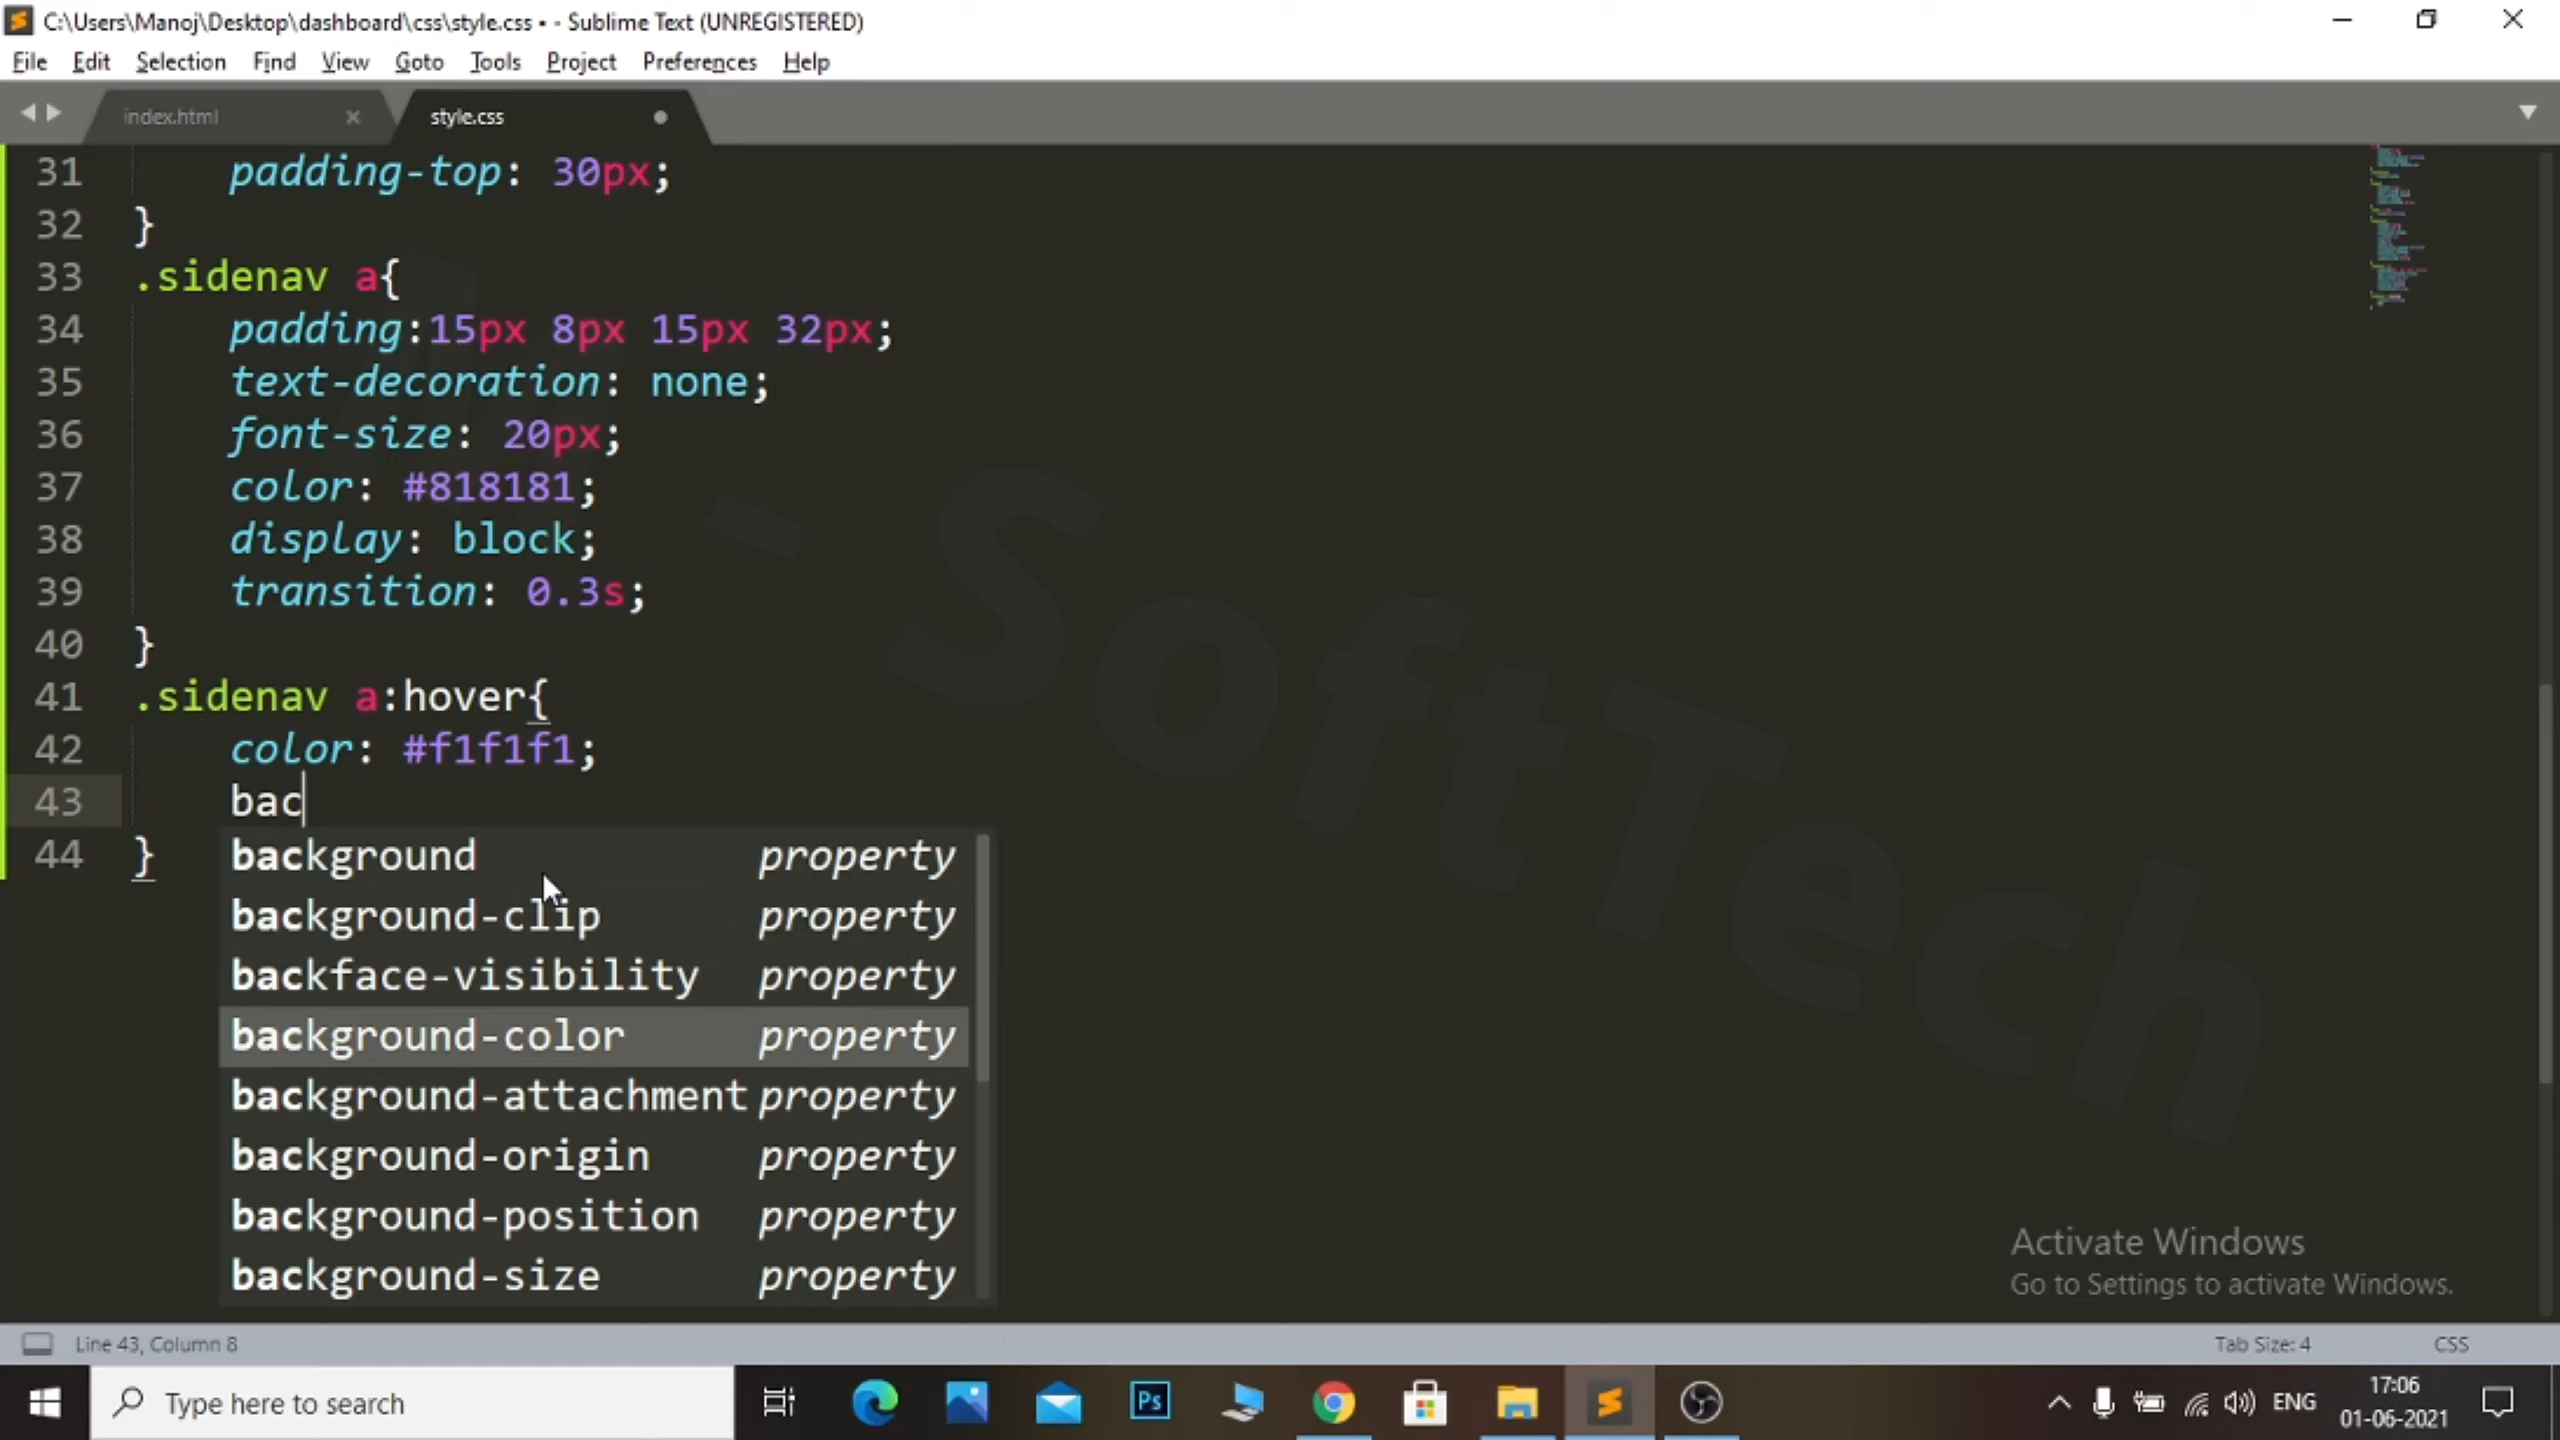 C:\Users\Manoj\Desktop\dashboard\css\style.css • - Sublime Text (UNREGISTERED)
File Edit Selection Find View Goto Tools Project Preferences Help
index.html style.css
31 padding-top: 30px;
32 }
33 .sidenav a{
34 padding:15px 8px 15px 32px;
35 text-decoration: none;
36 font-size: 20px;
37 color: #818181;
38 display: block;
39 transition: 0.3s;
40 }
41 .sidenav a:hover{
42 color: #f1f1f1;
43 bac
44 }
background property
background-clip property
backface-visibility property
background-color property
background-attachment property
background-origin property
background-position property
background-size property
- SoftTech
Activate Windows
Go to Settings to activate Windows.
Line 43, Column 8 Tab Size: 4 CSS
Type here to search Ps ENG 17:06
01-06-2021